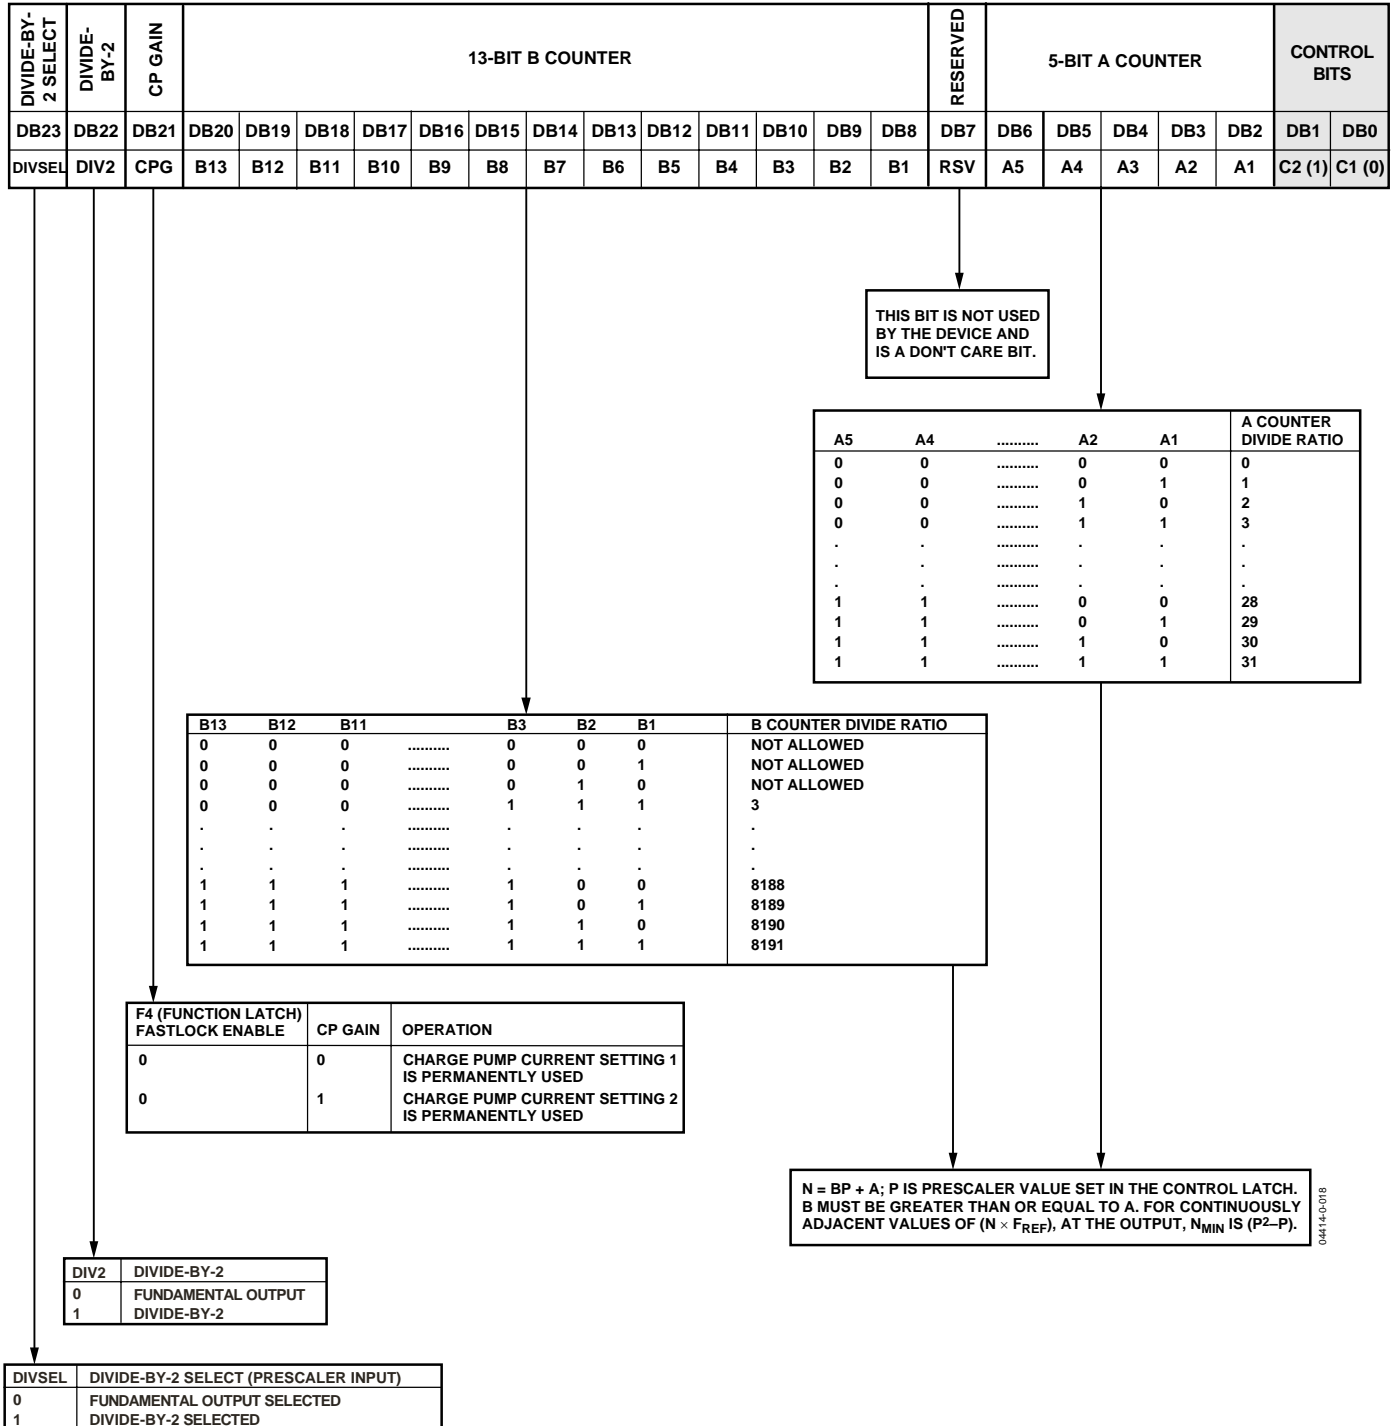 DIVIDE-BY-
2 SELECT
DIVIDE-
BY-2
CP GAIN
13-BIT B COUNTER
RESERVED
5-BIT A COUNTER
CONTROL
BITS
DB23 DB22 DB21 DB20 DB19 DB18 DB17 DB16 DB15 DB14 DB13 DB12 DB11 DB10 DB9 DB8 DB7 DB6 DB5 DB4 DB3 DB2 DB1 DB0
DIVSEL DIV2 CPG B13 B12 B11 B10 B9 B8 B7 B6 B5 B4 B3 B2 B1 RSV A5 A4 A3 A2 A1 C2 (1) C1 (0)
THIS BIT IS NOT USED
BY THE DEVICE AND
IS A DON'T CARE BIT.
A COUNTER
A5 A4 .......... A2 A1 DIVIDE RATIO
0 0 .......... 0 0 0
0 0 .......... 0 1 1
0 0 .......... 1 0 2
0 0 .......... 1 1 3
. . .......... . . .
. . .......... . . .
. . .......... . . .
1 1 .......... 0 0 28
1 1 .......... 0 1 29
1 1 .......... 1 0 30
1 1 .......... 1 1 31
B13 B12 B11 B3 B2 B1 B COUNTER DIVIDE RATIO
0 0 0 .......... 0 0 0 NOT ALLOWED
0 0 0 .......... 0 0 1 NOT ALLOWED
0 0 0 .......... 0 1 0 NOT ALLOWED
0 0 0 .......... 1 1 1 3
. . . .......... . . . .
. . . .......... . . . .
. . . .......... . . . .
1 1 1 .......... 1 0 0 8188
1 1 1 .......... 1 0 1 8189
1 1 1 .......... 1 1 0 8190
1 1 1 .......... 1 1 1 8191
F4 (FUNCTION LATCH)
FASTLOCK ENABLE CP GAIN OPERATION
0 0 CHARGE PUMP CURRENT SETTING 1
IS PERMANENTLY USED
0 1 CHARGE PUMP CURRENT SETTING 2
IS PERMANENTLY USED
N = BP + A; P IS PRESCALER VALUE SET IN THE CONTROL LATCH.
B MUST BE GREATER THAN OR EQUAL TO A. FOR CONTINUOUSLY
ADJACENT VALUES OF (N × FREF), AT THE OUTPUT, NMIN IS (P2–P).
04414-0-018
DIV2 DIVIDE-BY-2
0 FUNDAMENTAL OUTPUT
1 DIVIDE-BY-2
DIVSEL DIVIDE-BY-2 SELECT (PRESCALER INPUT)
0 FUNDAMENTAL OUTPUT SELECTED
1 DIVIDE-BY-2 SELECTED